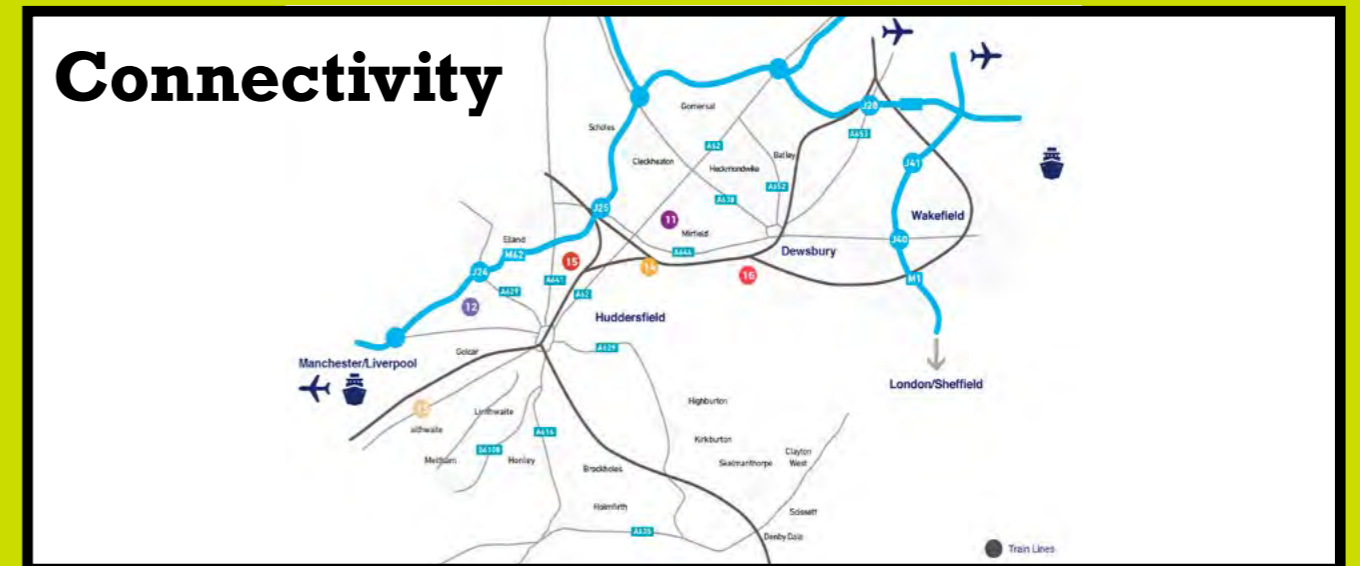 Connectivity
Gomersal
J28
Scholes
A62
A653
Cleckheaton
Heckmondwike
Batley
J41
A652
A638
J25
11
Wakefield
Elland
Mirfield
J40
M62
A644
Dewsbury
15
14
16
J24
A641
M1
A629
A62
12
Huddersfield
Golcar
A629
Manchester/Liverpool
London/Sheffield
Highburton
Linthwaite
aithwaite
A616
Kirkburton
Meltham
B6108
Honley
Skelmanthorpe
Clayton
West
Brockholes
Holmfirth
Scissett
A635
Denby Dale
Train Lines